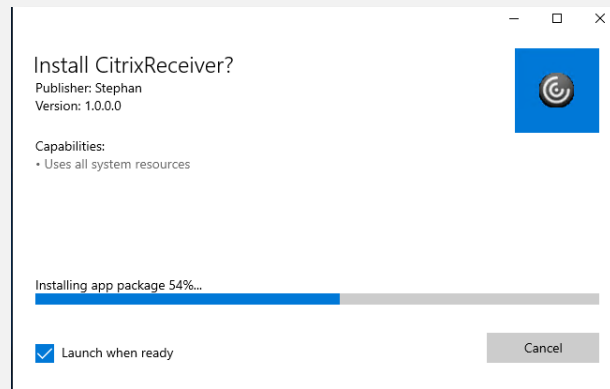 Install CitrixReceiver?
Publisher: Stephan
Version: 1.0.0.0
Capabilities:
• Uses all system resources
Installing app package 54%...
Launch when ready
Cancel